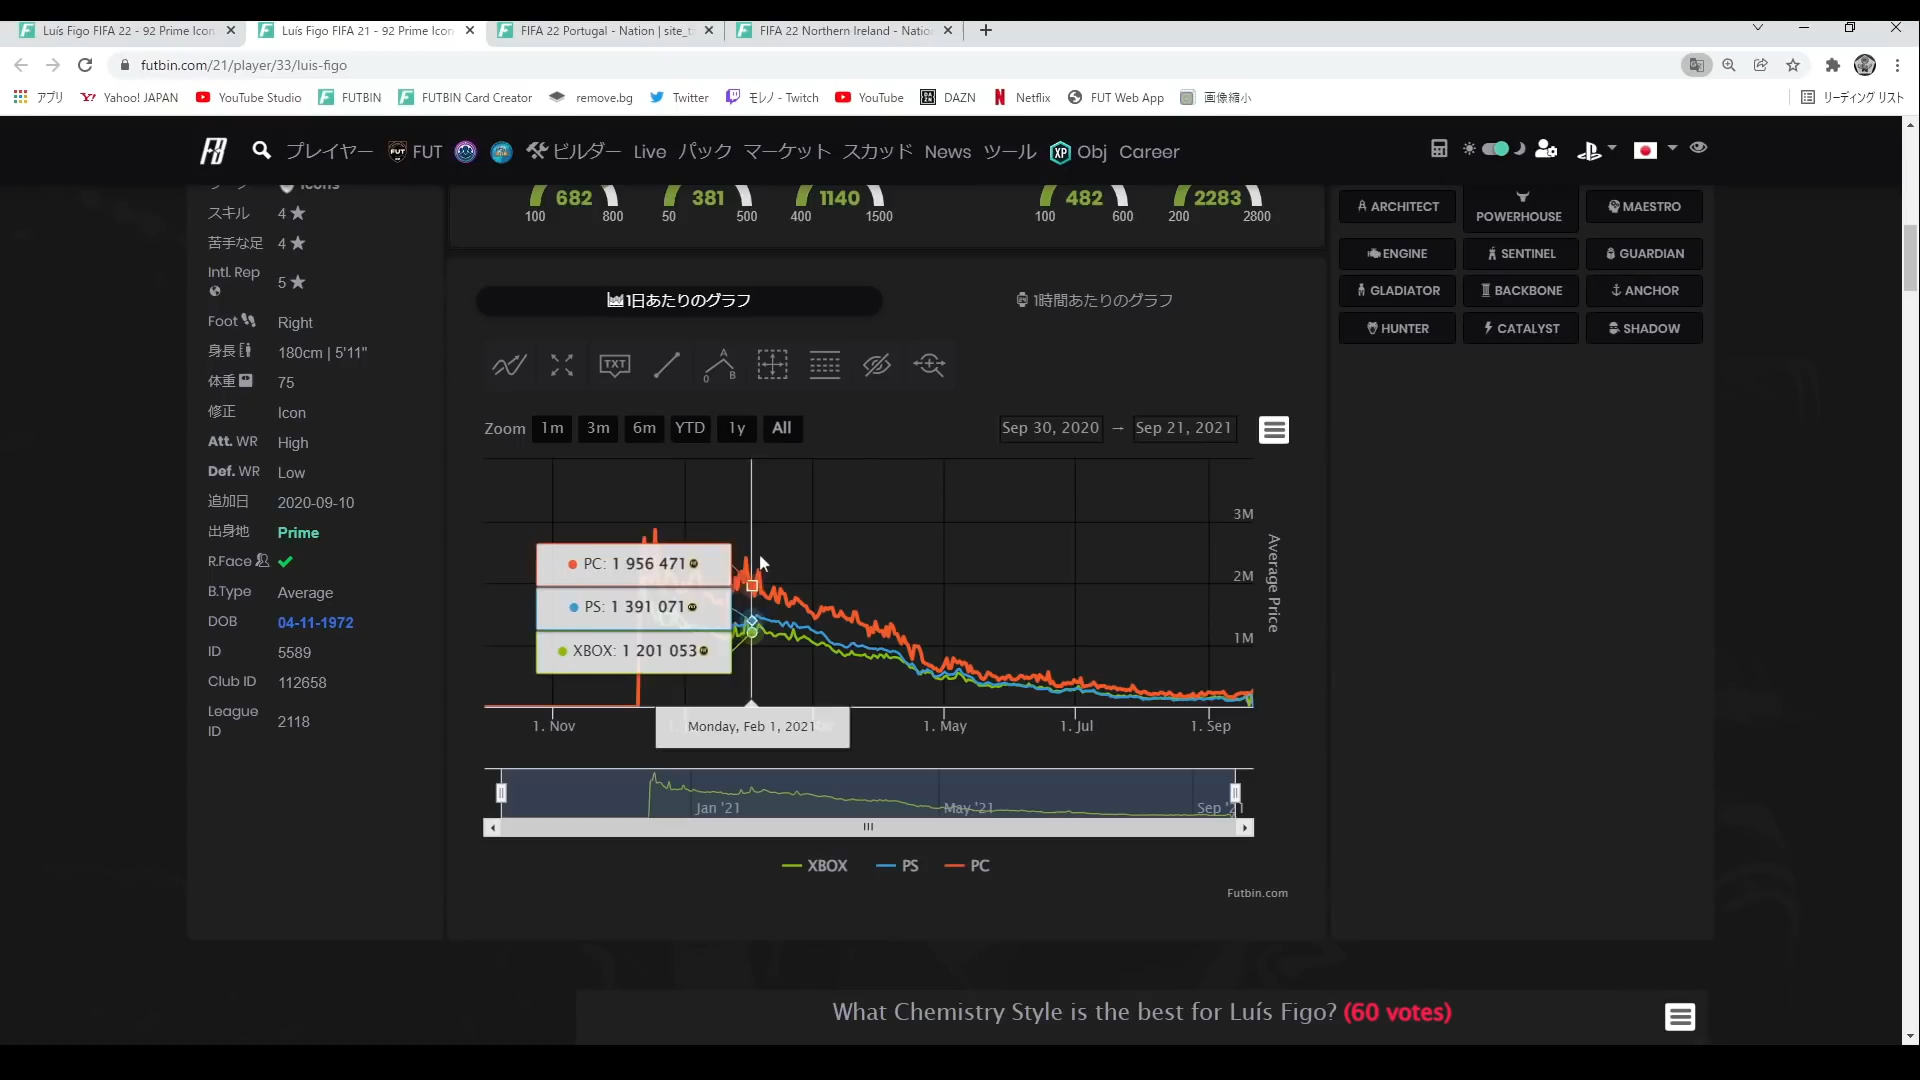 Luís Figo FIFA 22 - 92 Prime Icon
Luís Figo FIFA 21 - 92 Prime Icon
FIFA 22 Portugal - Nation | site_t
FIFA 22 Northern Ireland - Natio
futbin.com/21/player/33/luis-figo
アプリ
Yahoo! JAPAN
YouTube Studio
FUTBIN
FUTBIN Card Creator
remove.bg
Twitter
モレノ - Twitch
YouTube
DAZN
Netflix
FUT Web App
画像縮小
リーディング リスト
プレイヤー
FUT
ビルダー
Live
パック
マーケット
スカッド
News
ツール
XP
Obj
Career
Icons
スキル 4
苦手な足 4
Intl. Rep 5
Foot Right
身長 180cm | 5'11"
体重 75
修正 Icon
Att. WR High
Def. WR Low
追加日 2020-09-10
出身地 Prime
R.Face
B.Type Average
DOB 04-11-1972
ID 5589
Club ID 112658
League ID 2118
682
100 800
381
50 500
1140
400 1500
482
100 600
2283
200 2800
1日あたりのグラフ
1時間あたりのグラフ
TXT
A
0 B
Zoom 1m 3m 6m YTD 1y All
Sep 30, 2020 → Sep 21, 2021
3M
2M
1M
Average Price
PC: 1 956 471
PS: 1 391 071
XBOX: 1 201 053
1. Nov
Monday, Feb 1, 2021
1. May
1. Jul
1. Sep
Jan '21
May '21
Sep '21
XBOX
PS
PC
Futbin.com
ARCHITECT
POWERHOUSE
MAESTRO
ENGINE
SENTINEL
GUARDIAN
GLADIATOR
BACKBONE
ANCHOR
HUNTER
CATALYST
SHADOW
What Chemistry Style is the best for Luís Figo? (60 votes)